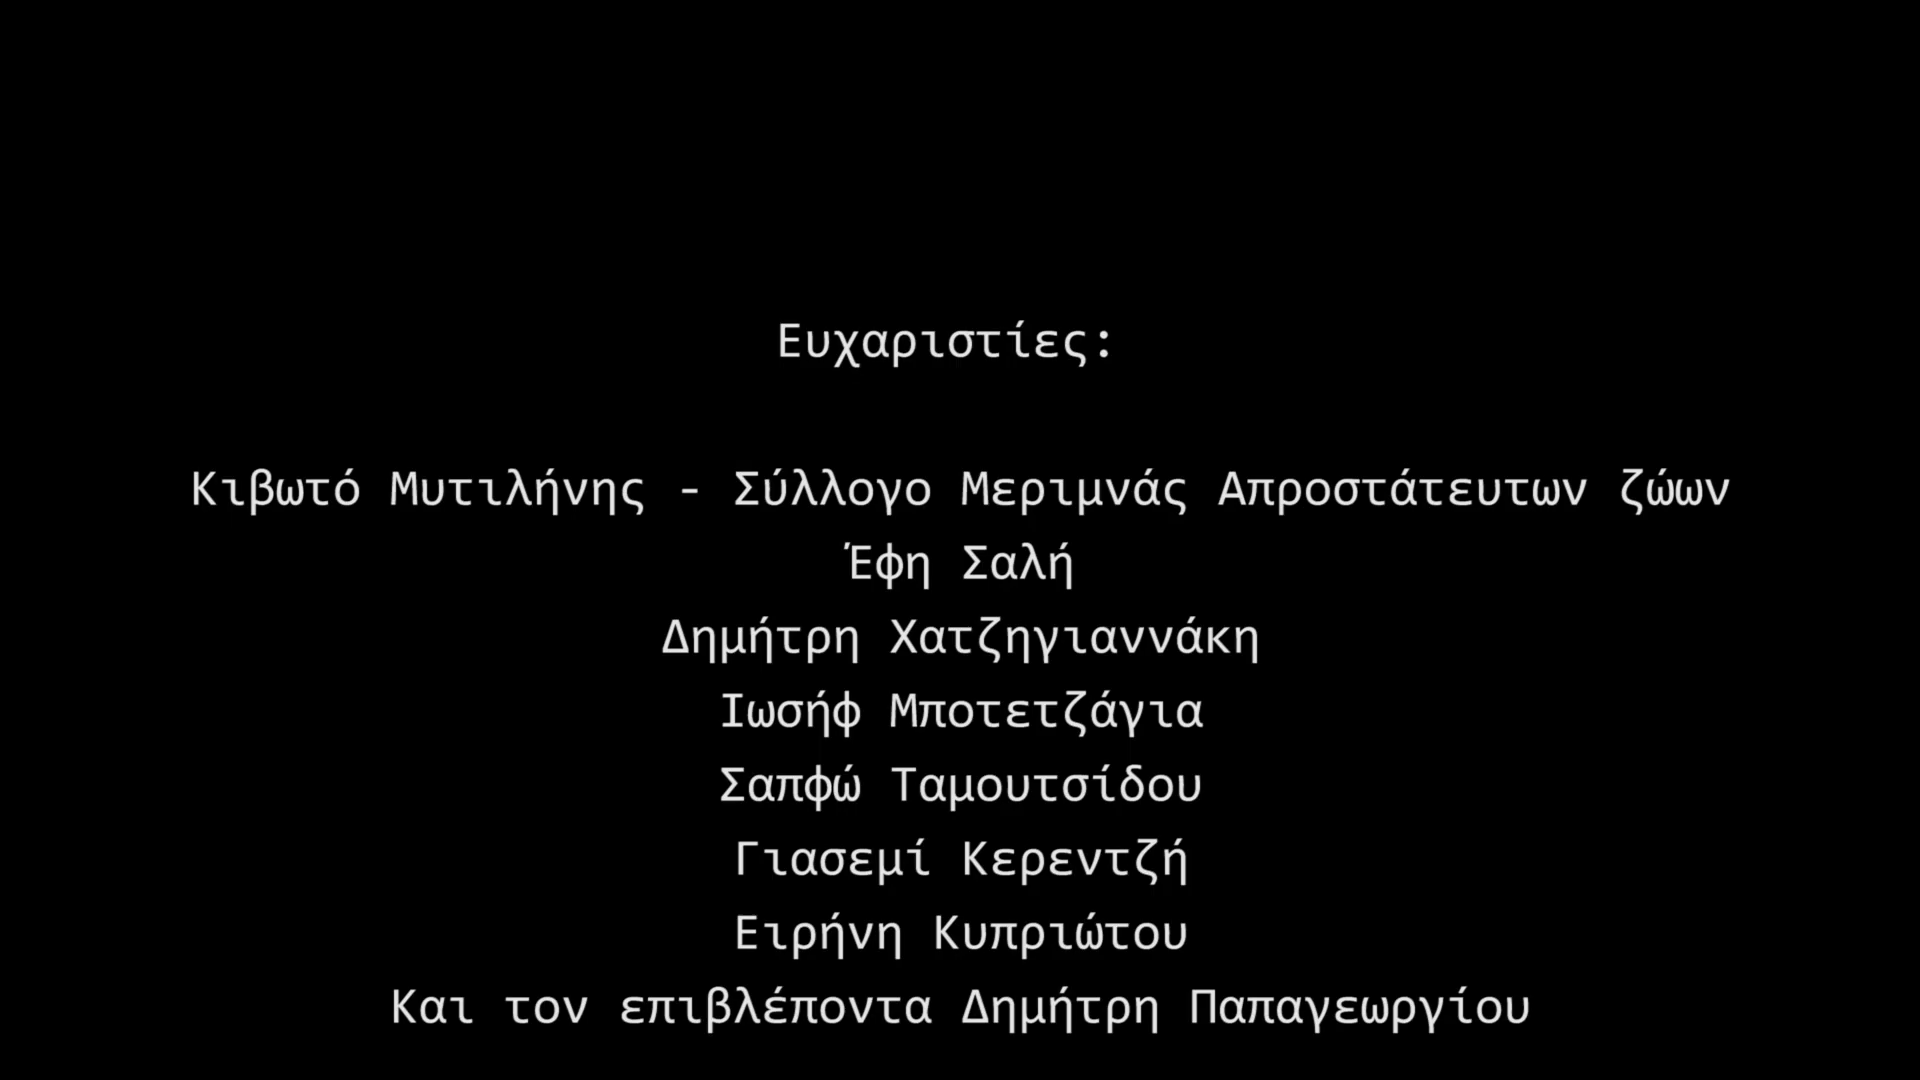 Ευχαριστίες:
Κιβωτό Μυτιλήνης - Σύλλογο Μεριμνάς Απροστάτευτων ζώων
Έφη Σαλή
Δημήτρη Χατζηγιαννάκη
Ιωσήφ Μποτετζάγια
Σαπφώ Ταμουτσίδου
Γιασεμί Κερεντζή
Ειρήνη Κυπριώτου
Και τον επιβλέποντα Δημήτρη Παπαγεωργίου